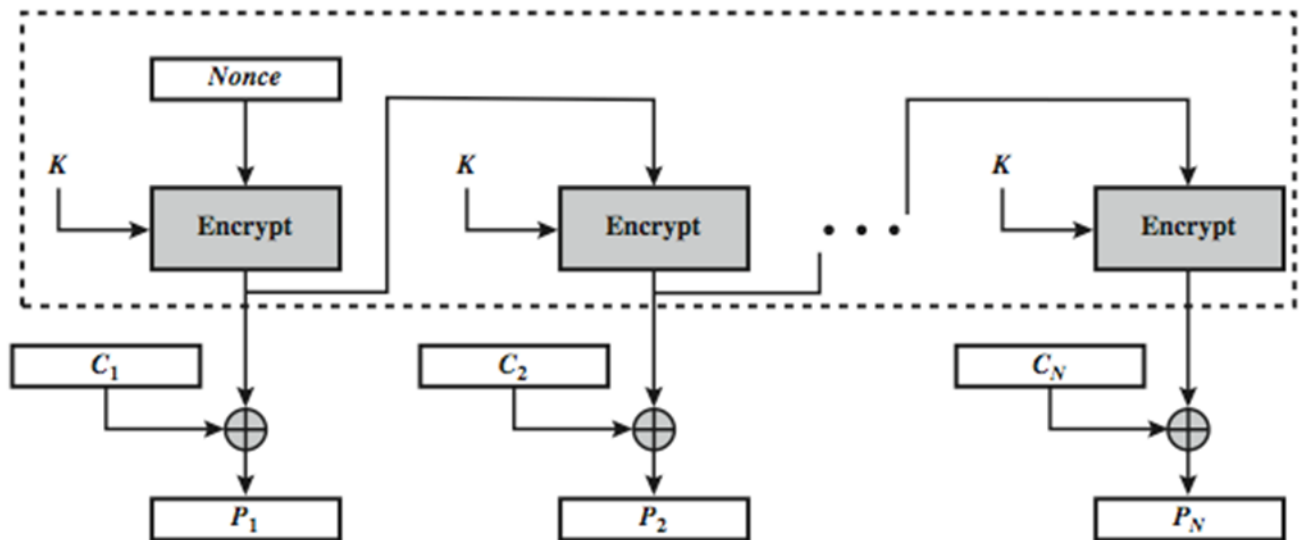 Nonce
K K K
Encrypt Encrypt • • • Encrypt
C1 C2 CN
P1 P2 PN